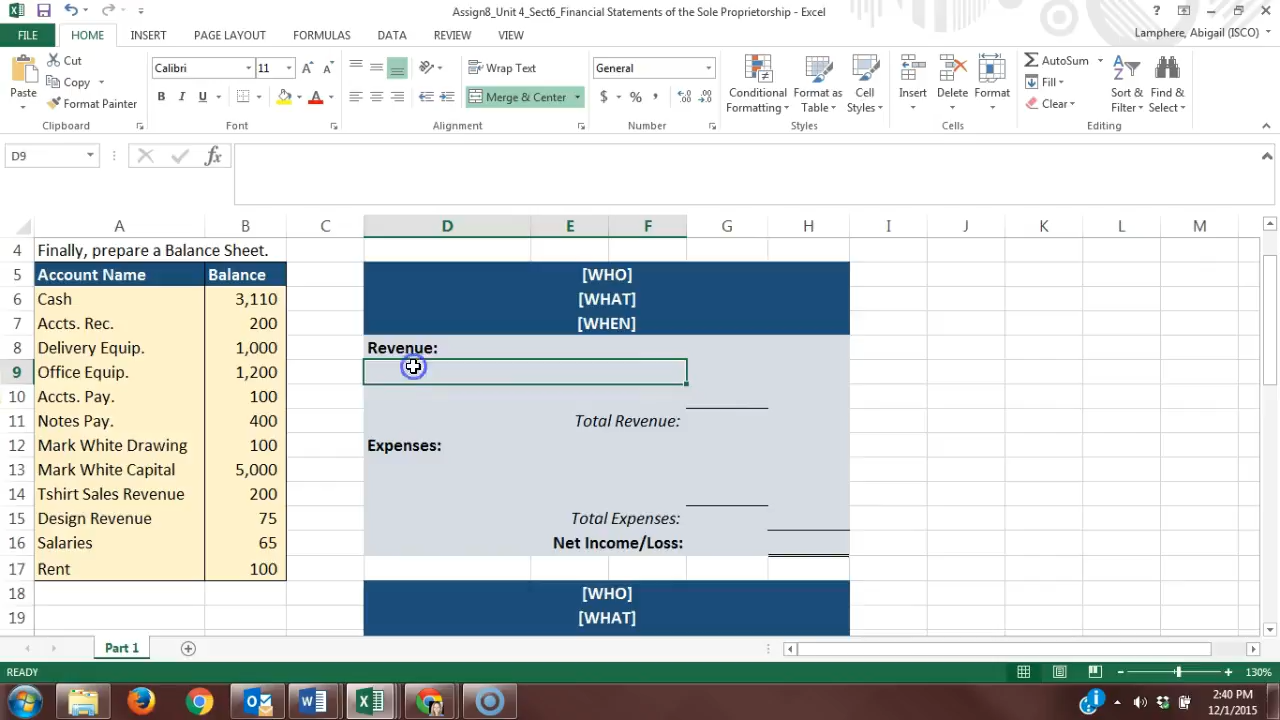 Assign8_Unit 4_Sect6_Financial Statements of the Sole Proprietorship - Excel
FILE HOME INSERT PAGE LAYOUT FORMULAS DATA REVIEW VIEW Lamphere, Abigail (ISCO)
Paste
Cut
Copy
Format Painter
Clipboard
Calibri 11
B I U
Font
Wrap Text
Merge & Center
Alignment
General
$ % ,
Number
Conditional Formatting
Format as Table
Cell Styles
Styles
Insert Delete Format
Cells
AutoSum
Fill
Clear
Sort & Filter
Find & Select
Editing
D9 fx
A B C D E F G H I J K L M
4 Finally, prepare a Balance Sheet.
5 Account Name Balance [WHO]
6 Cash 3,110 [WHAT]
7 Accts. Rec. 200 [WHEN]
8 Delivery Equip. 1,000 Revenue:
9 Office Equip. 1,200
10 Accts. Pay. 100
11 Notes Pay. 400 Total Revenue:
12 Mark White Drawing 100 Expenses:
13 Mark White Capital 5,000
14 Tshirt Sales Revenue 200
15 Design Revenue 75 Total Expenses:
16 Salaries 65 Net Income/Loss:
17 Rent 100
18 [WHO]
19 [WHAT]
Part 1
READY 130%
2:40 PM
12/1/2015